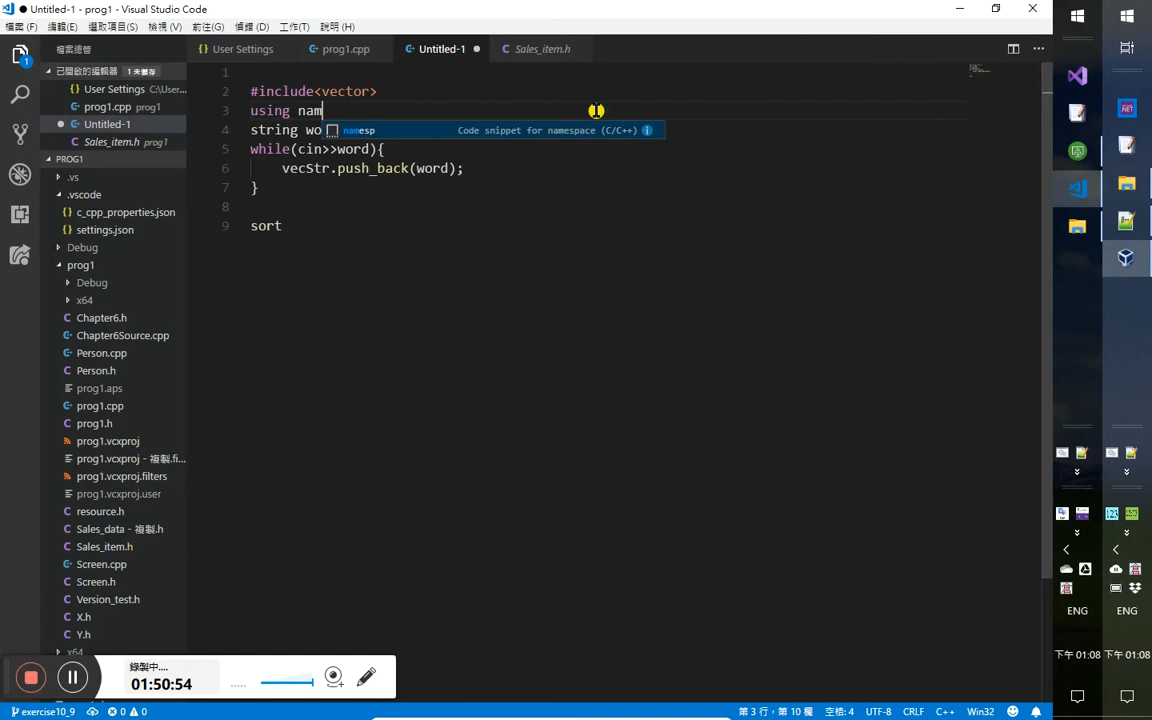 Untitled-1 - prog1 - Visual Studio Code
檔案 (F) 編輯(E) 選取項目(S) 檢視 (V) 前往(G) 偵錯 (D) 工作(T) 說明 (H)
檔案總管
User Settings
prog1.cpp
Untitled-1
Sales_item.h
已開啟的編輯器 1 未儲存
User Settings C:\User...
prog1.cpp prog1
Untitled-1
Sales_item.h prog1
PROG1
.vs
.vscode
c_cpp_properties.json
settings.json
Debug
prog1
Debug
x64
Chapter6.h
Chapter6Source.cpp
Person.cpp
Person.h
prog1.aps
prog1.cpp
prog1.h
prog1.vcxproj
prog1.vcxproj - 複製.fi...
prog1.vcxproj.filters
prog1.vcxproj.user
resource.h
Sales_data - 複製.h
Sales_item.h
Screen.cpp
Screen.h
Version_test.h
X.h
Y.h
x64
1
2 #include<vector>
3 using nam
4 string wo
namesp Code snippet for namespace (C/C++)
5 while(cin>>word){
6 vecStr.push_back(word);
7 }
8
9 sort
錄製中....
01:50:54
exercise10_9 0 0
第 3 行，第 10 欄 空格: 4 UTF-8 CRLF C++ Win32
.NET
ENG ENG
下午 01:08 下午 01:08